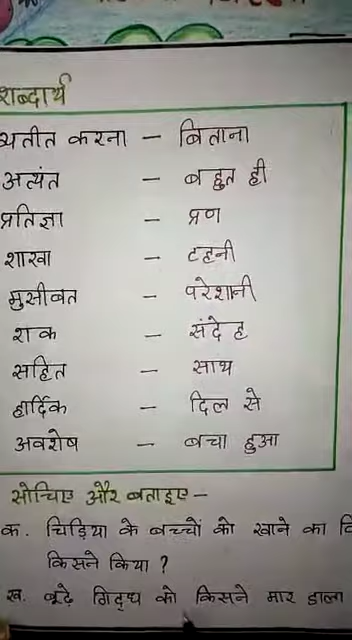 शब्दार्थ
व्यतीत करना – बिताना
अत्यंत – बहुत ही
प्रतिज्ञा – प्रण
शाखा – टहनी
मुसीबत – परेशानी
शक – संदेह
सहित – साथ
हार्दिक – दिल से
अवशेष – बचा हुआ
सोचिए और बताइए –
क. चिड़िया के बच्चों को खाने का
किसने किया ?
ख. बूढ़े गिद्ध को किसने मार डाला